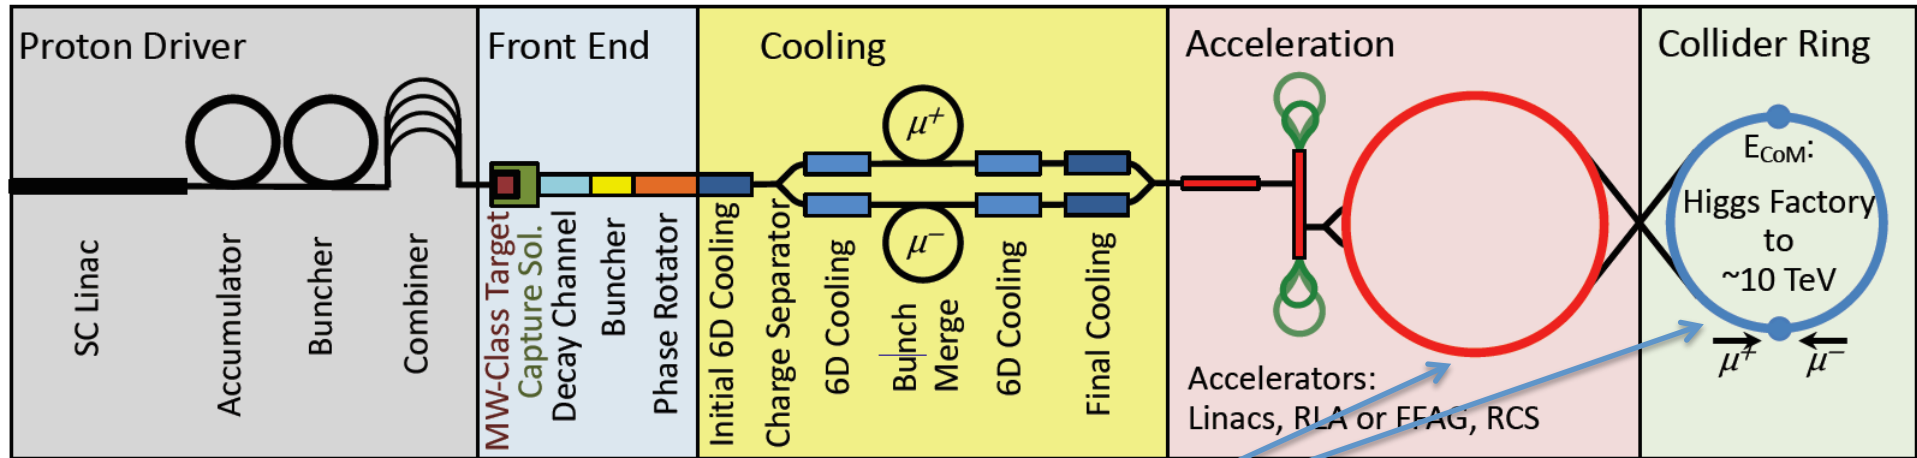 Proton Driver
SC Linac
Accumulator
Buncher
Combiner
Front End
MW-Class Target
Capture Sol.
Decay Channel
Buncher
Phase Rotator
Cooling
Initial 6D Cooling
Charge Separator
μ+
μ−
6D Cooling
Bunch
Merge
6D Cooling
Final Cooling
Acceleration
Accelerators:
Linacs, RLA or FFAG, RCS
Collider Ring
ECoM:
Higgs Factory
to
~10 TeV
μ+ μ−